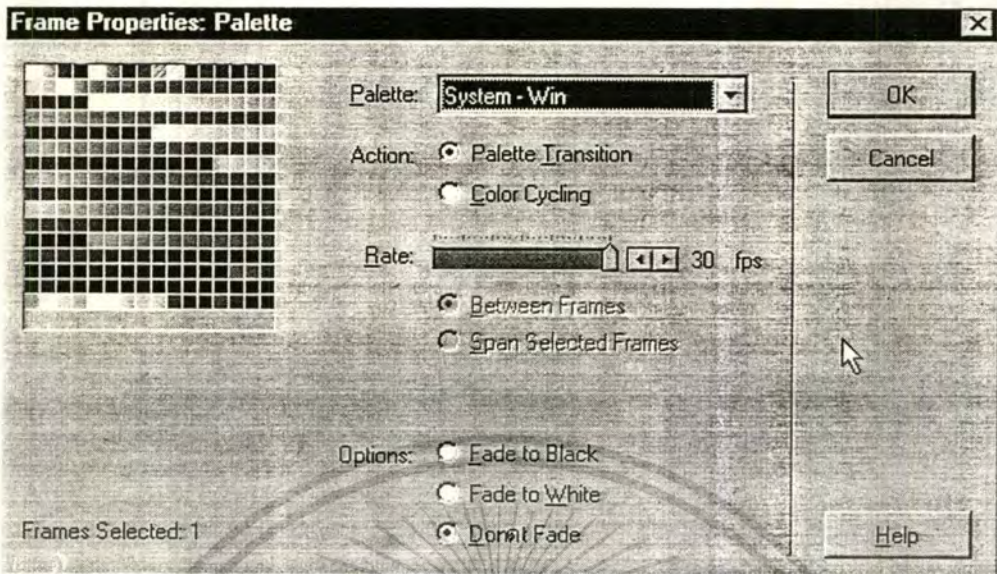 Frame Properties: Palette
Palette: System - Win
OK
Action: Palette Transition
Cancel
Color Cycling
Rate: 30 fps
Between Frames
Span Selected Frames
Options: Fade to Black
Fade to White
Frames Selected: 1
Don't Fade
Help